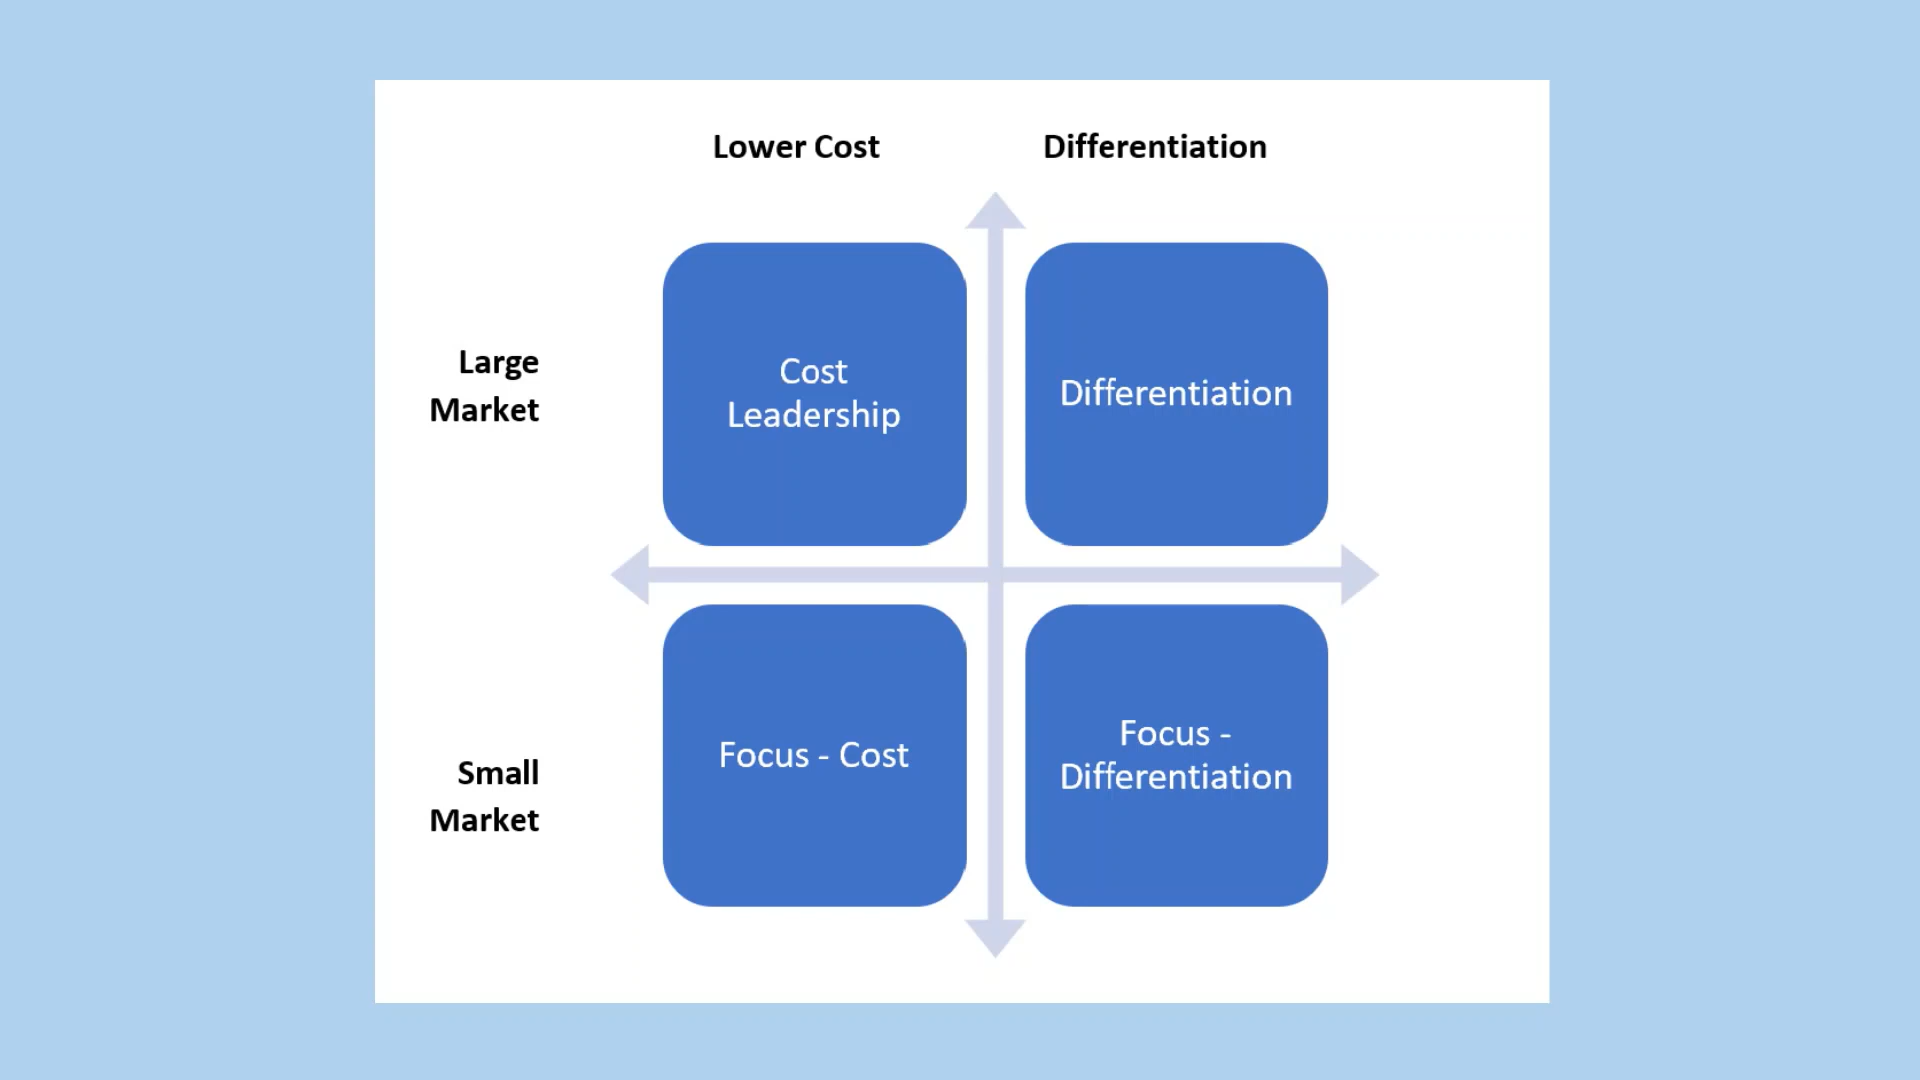 Lower Cost
Differentiation
Large
Market
Cost
Leadership
Differentiation
Small
Market
Focus - Cost
Focus -
Differentiation